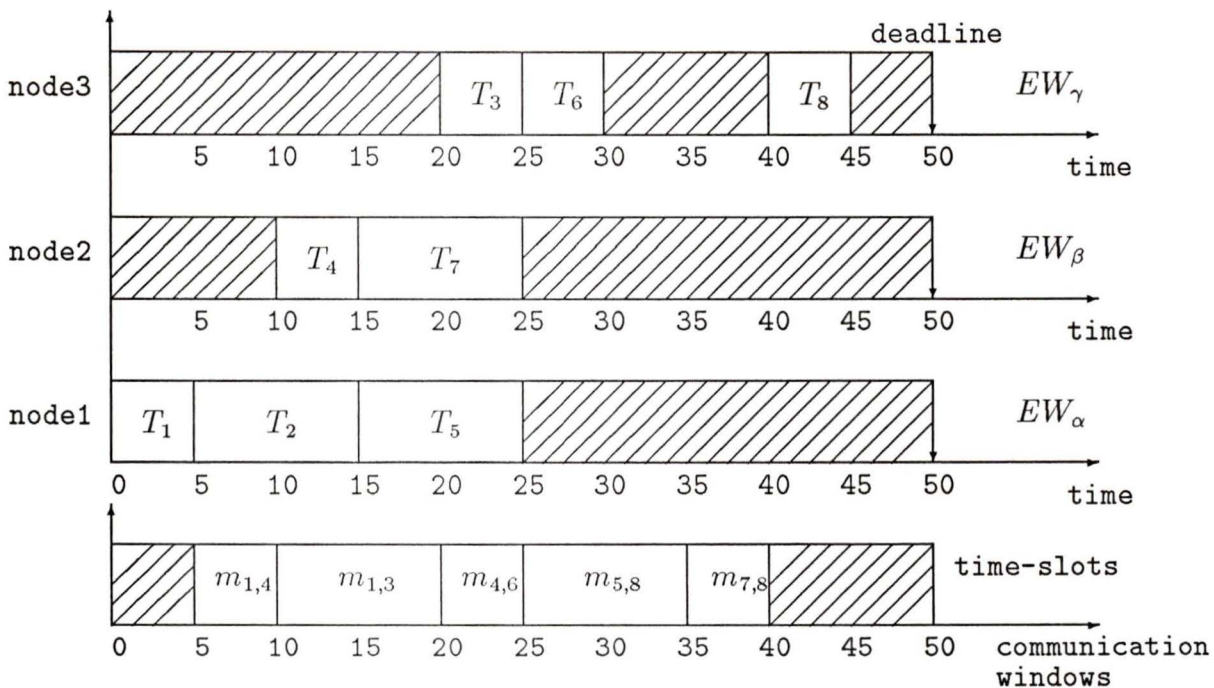 deadline
node3 T₃ T₆ T₈ EW_γ
5 10 15 20 25 30 35 40 45 50 time
node2 T₄ T₇ EW_β
5 10 15 20 25 30 35 40 45 50 time
node1 T₁ T₂ T₅ EW_α
0 5 10 15 20 25 30 35 40 45 50 time
m₁,₄ m₁,₃ m₄,₆ m₅,₈ m₇,₈ time-slots
0 5 10 15 20 25 30 35 40 45 50 communication
windows